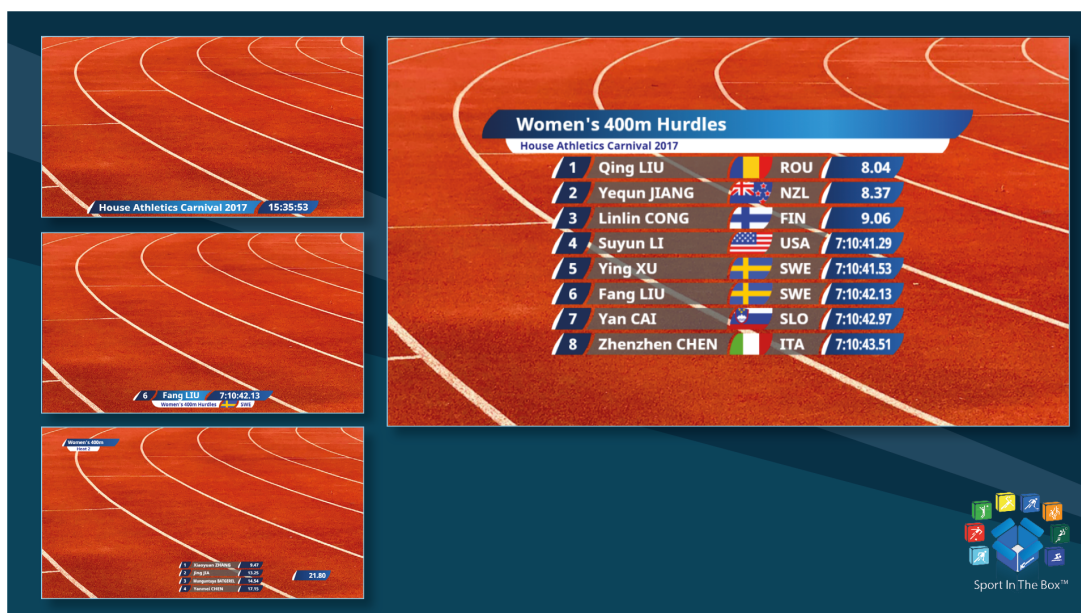 House Athletics Carnival 2017 15:35:53
6 Fang LIU 7:10:42.13
Women's 400m Hurdles SWE
Women's 400m
Heat 2
1 Xiaoyuan ZHANG 9.47
2 Jing JIA 13.25
3 14.54
4 Yanmei CHEN 17.15
21.80
Women's 400m Hurdles
House Athletics Carnival 2017
1 Qing LIU ROU 8.04
2 Yequn JIANG NZL 8.37
3 Linlin CONG FIN 9.06
4 Suyun LI USA 7:10:41.29
5 Ying XU SWE 7:10:41.53
6 Fang LIU SWE 7:10:42.13
7 Yan CAI SLO 7:10:42.97
8 Zhenzhen CHEN ITA 7:10:43.51
Sport In The Box™